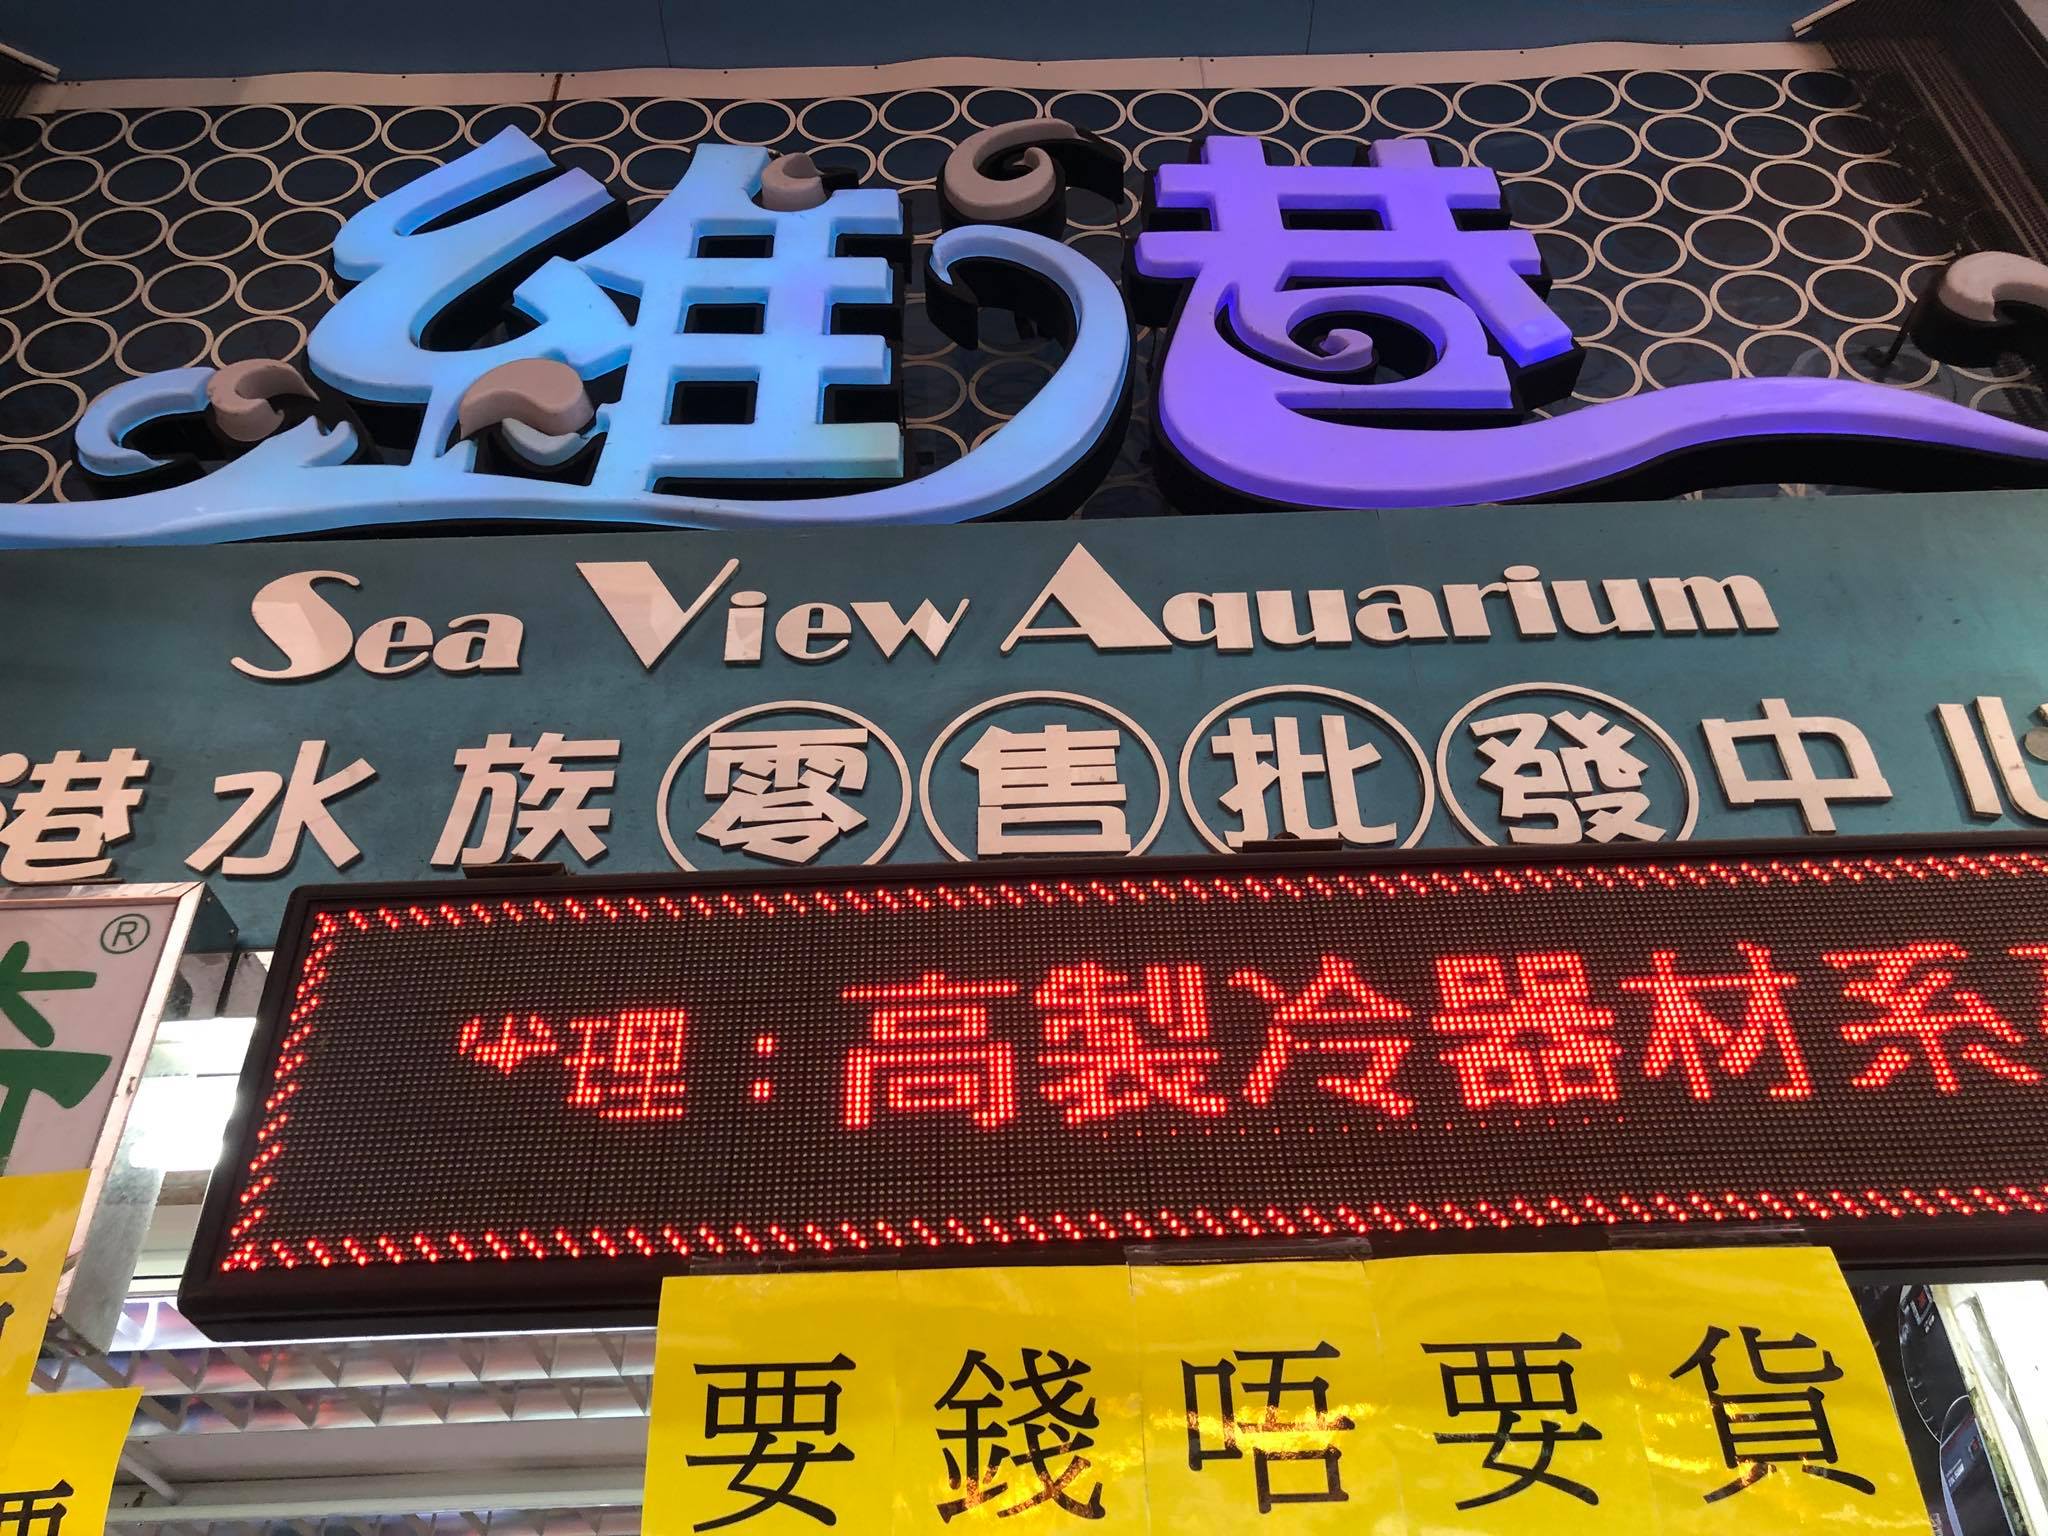 維港
Sea View Aquarium
港水族零售批發中心
®
理：高製冷器材系
要錢唔要貨